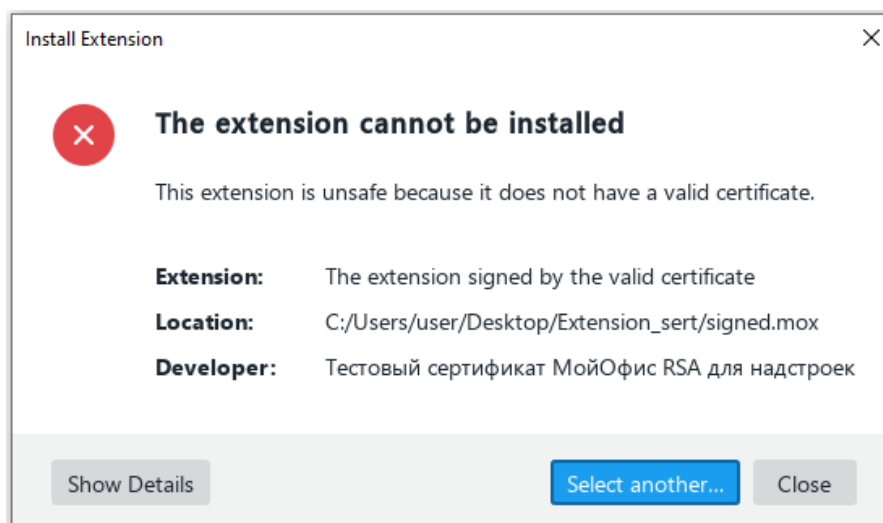 Install Extension
The extension cannot be installed
This extension is unsafe because it does not have a valid certificate.
Extension: The extension signed by the valid certificate
Location: C:/Users/user/Desktop/Extension_sert/signed.mox
Developer: Тестовый сертификат МойОфис RSA для надстроек
Show Details Select another... Close